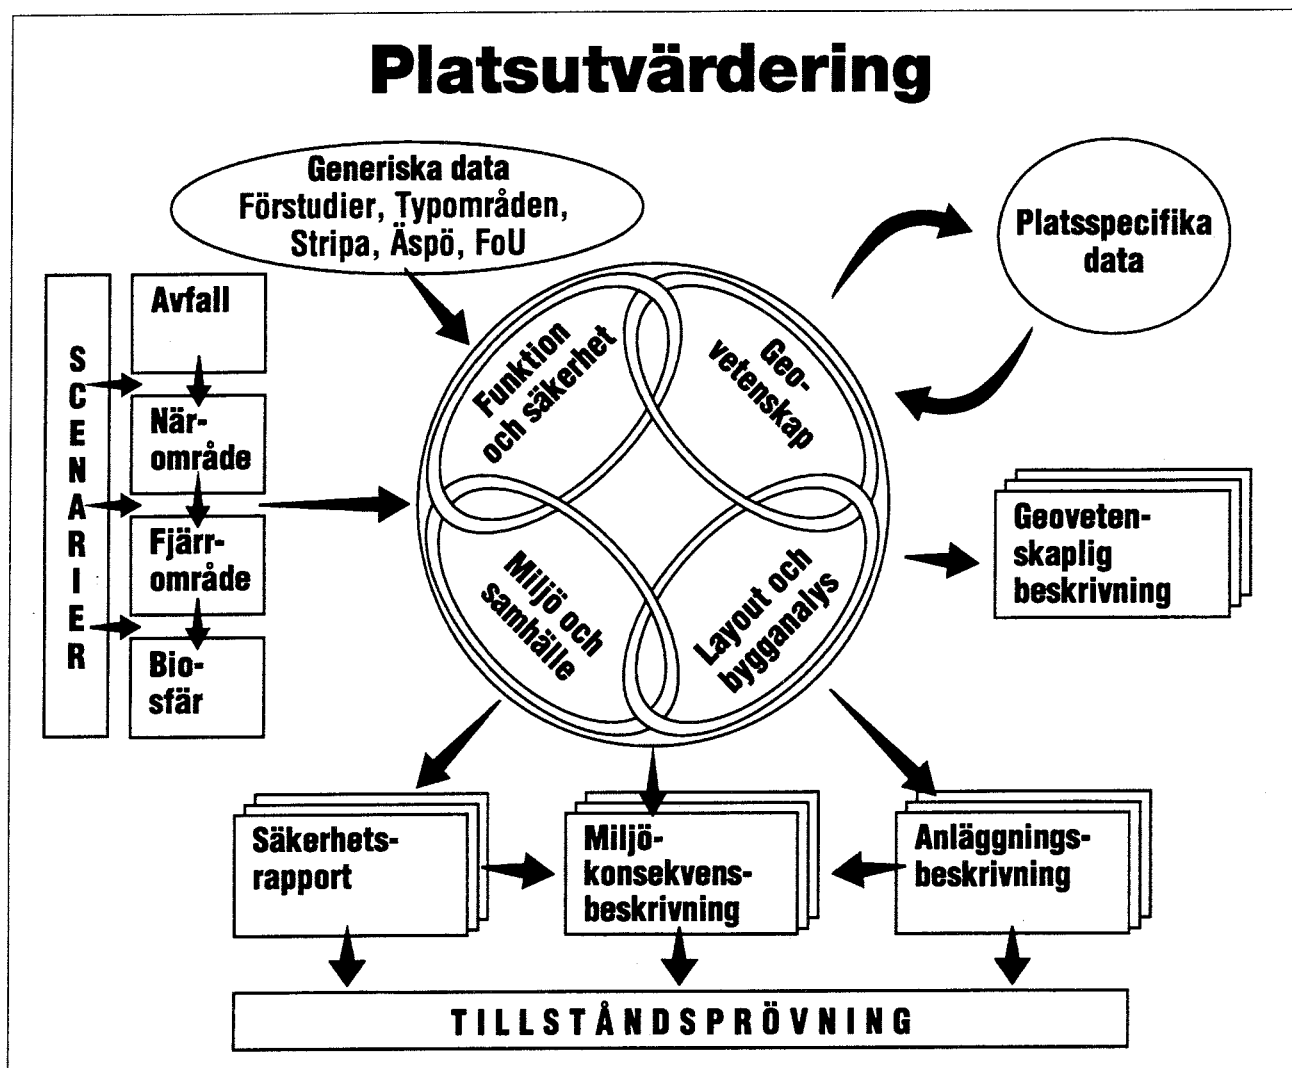 Platsutvärdering
Generiska data
Förstudier, Typområden,
Stripa, Äspö, FoU
Platsspecifika
data
SCENARIER
Avfall
När-
område
Fjärr-
område
Bio-
sfär
Funktion
och säkerhet
Geo-
vetenskap
Miljö och
samhälle
Layout och
bygganalys
Geoveten-
skaplig
beskrivning
Säkerhets-
rapport
Miljö-
konsekvens-
beskrivning
Anläggnings-
beskrivning
TILLSTÅNDSPRÖVNING